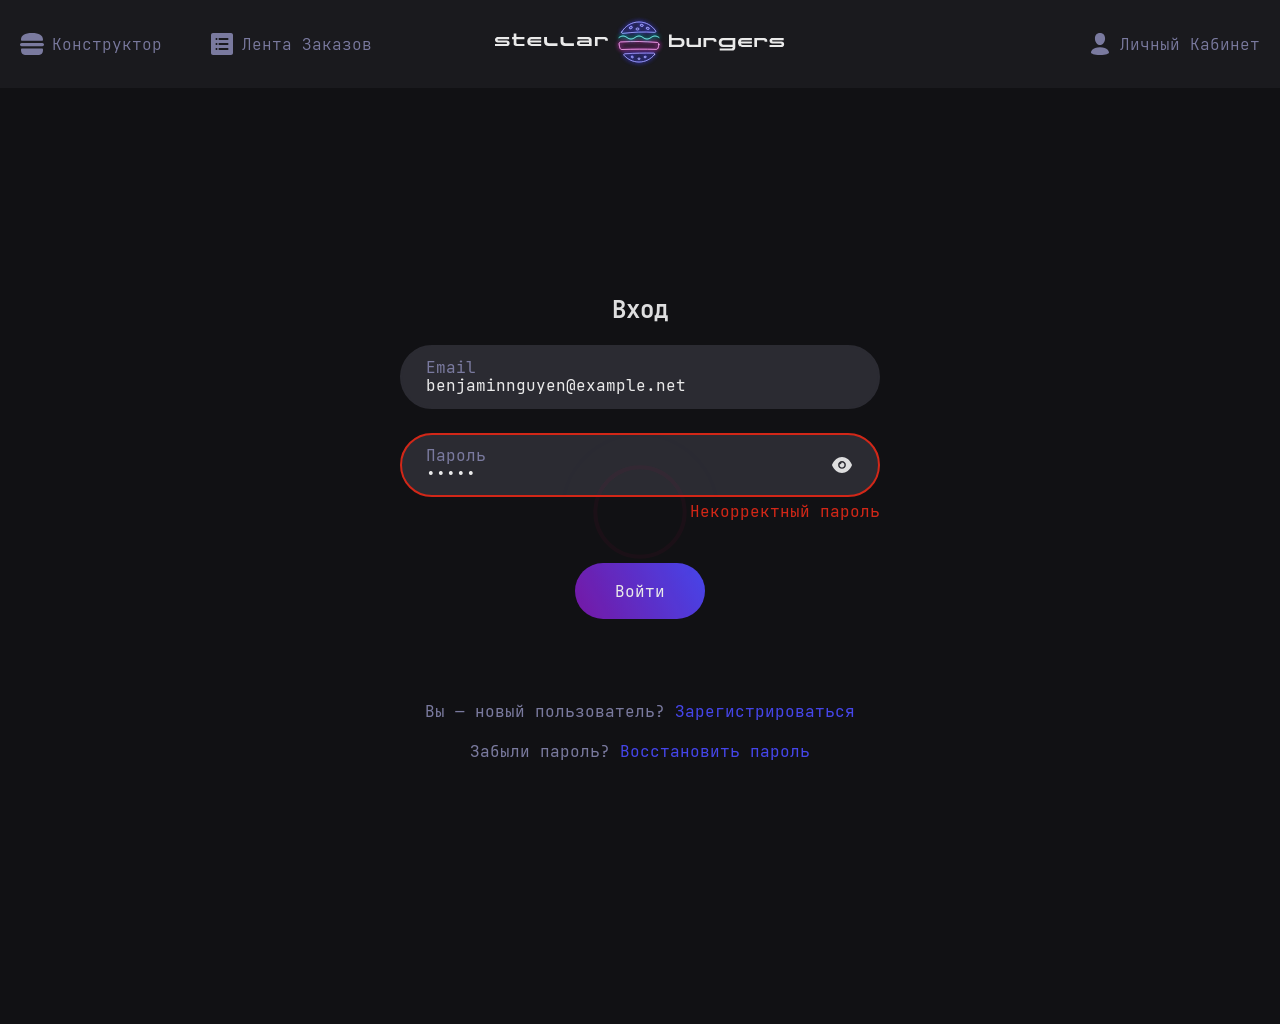 Конструктор
Лента Заказов
stellar burgers
Личный Кабинет
Вход
Email
benjaminnguyen@example.net
Пароль
•••••
Некорректный пароль
Войти
Вы — новый пользователь? Зарегистрироваться
Забыли пароль? Восстановить пароль